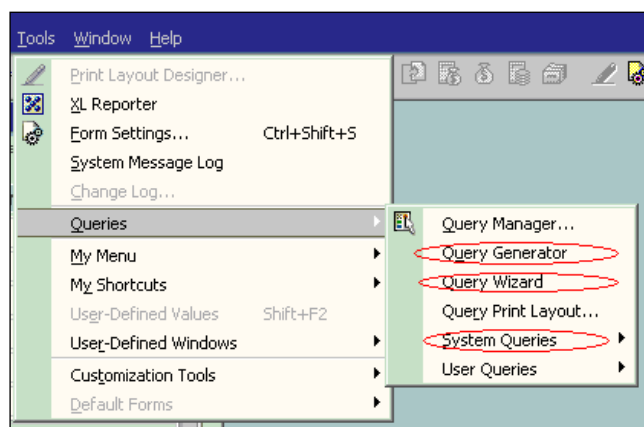 Tools Window Help
Print Layout Designer...
XL Reporter
Form Settings... Ctrl+Shift+S
System Message Log
Change Log...
Queries
My Menu
My Shortcuts
User-Defined Values Shift+F2
User-Defined Windows
Customization Tools
Default Forms
Query Manager...
Query Generator
Query Wizard
Query Print Layout...
System Queries
User Queries